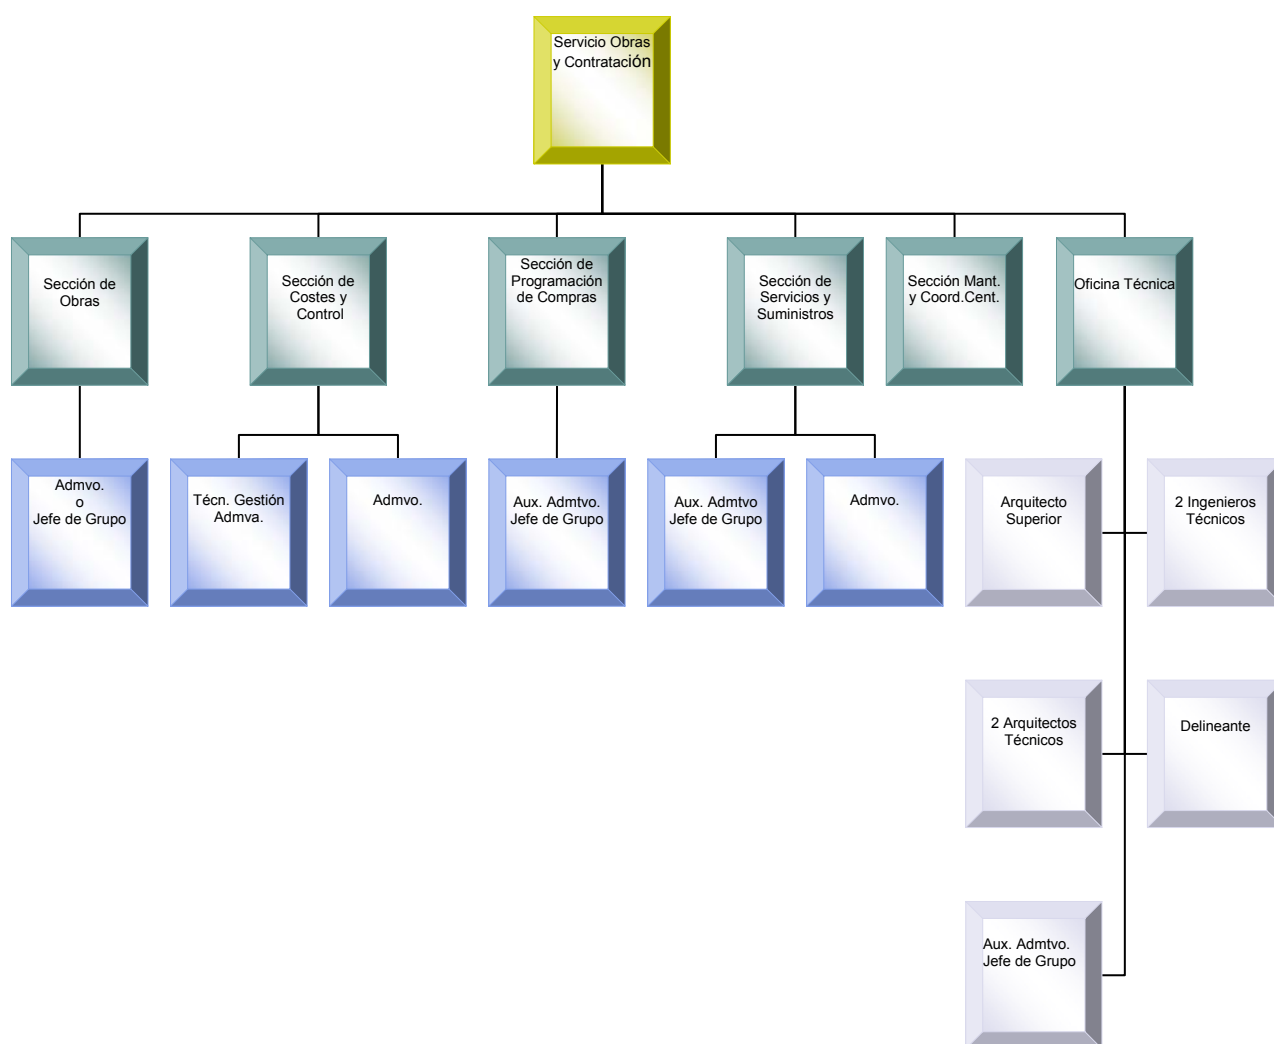 Servicio Obras
y Contratación
Sección de
Obras
Sección de
Costes y
Control
Sección de
Programación
de Compras
Sección de
Servicios y
Suministros
Sección Mant.
y Coord.Cent.
Oficina Técnica
Admvo.
o
Jefe de Grupo
Técn. Gestión
Admva.
Admvo.
Aux. Admtvo.
Jefe de Grupo
Aux. Admtvo
Jefe de Grupo
Admvo.
Arquitecto
Superior
2 Ingenieros
Técnicos
2 Arquitectos
Técnicos
Delineante
Aux. Admtvo.
Jefe de Grupo